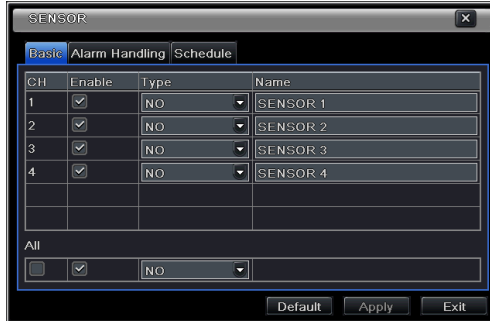 SENSOR
Basic Alarm Handling Schedule
CH Enable Type Name
1 NO SENSOR 1
2 NO SENSOR 2
3 NO SENSOR 3
4 NO SENSOR 4
All
NO
Default Apply Exit